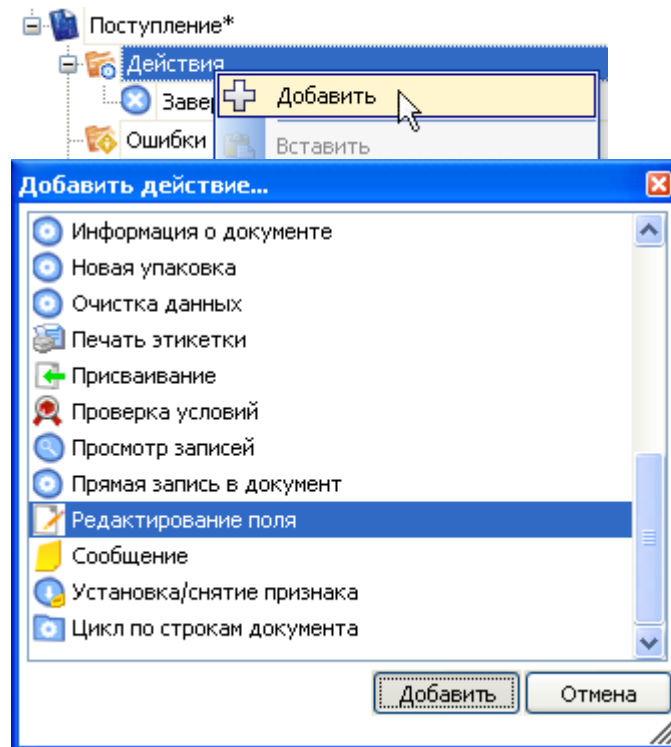 Поступление*
Действия
Заве
Добавить
Ошибки
Вставить
Добавить действие...
Информация о документе
Новая упаковка
Очистка данных
Печать этикетки
Присваивание
Проверка условий
Просмотр записей
Прямая запись в документ
Редактирование поля
Сообщение
Установка/снятие признака
Цикл по строкам документа
Добавить
Отмена